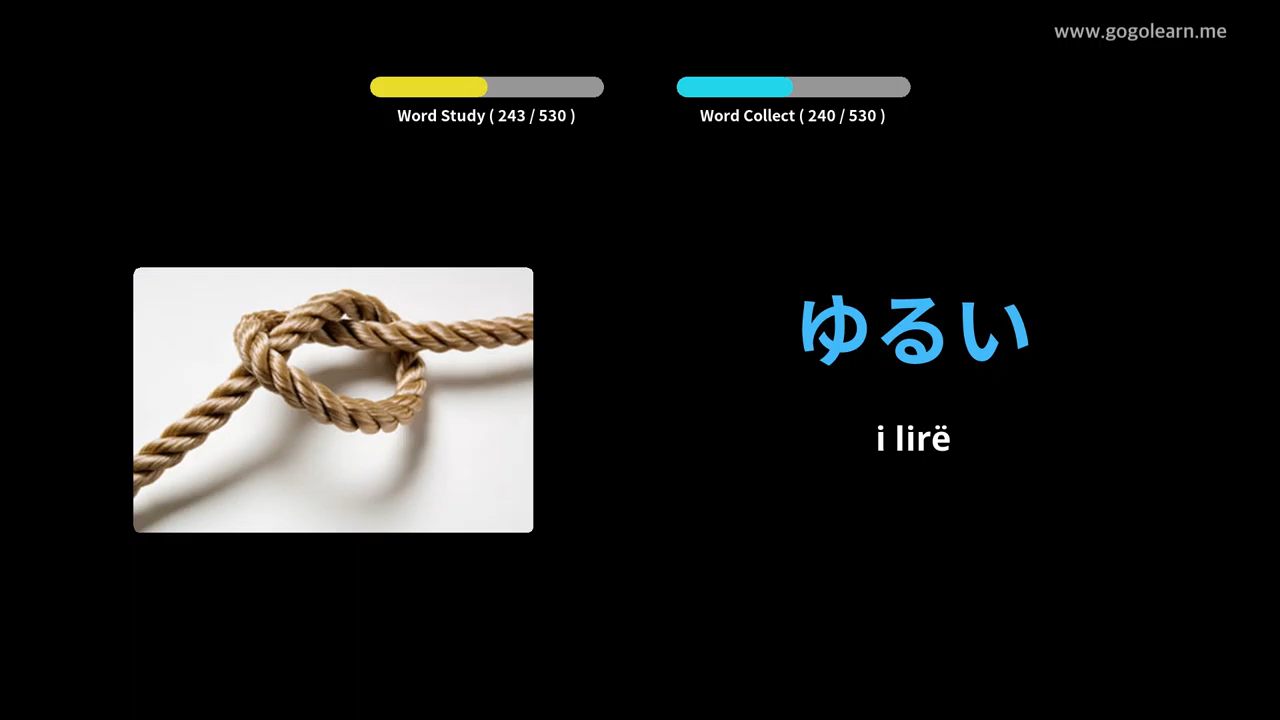 www.gogolearn.me
Word Study ( 243 / 530 )
Word Collect ( 240 / 530 )
ゆるい
i lirë